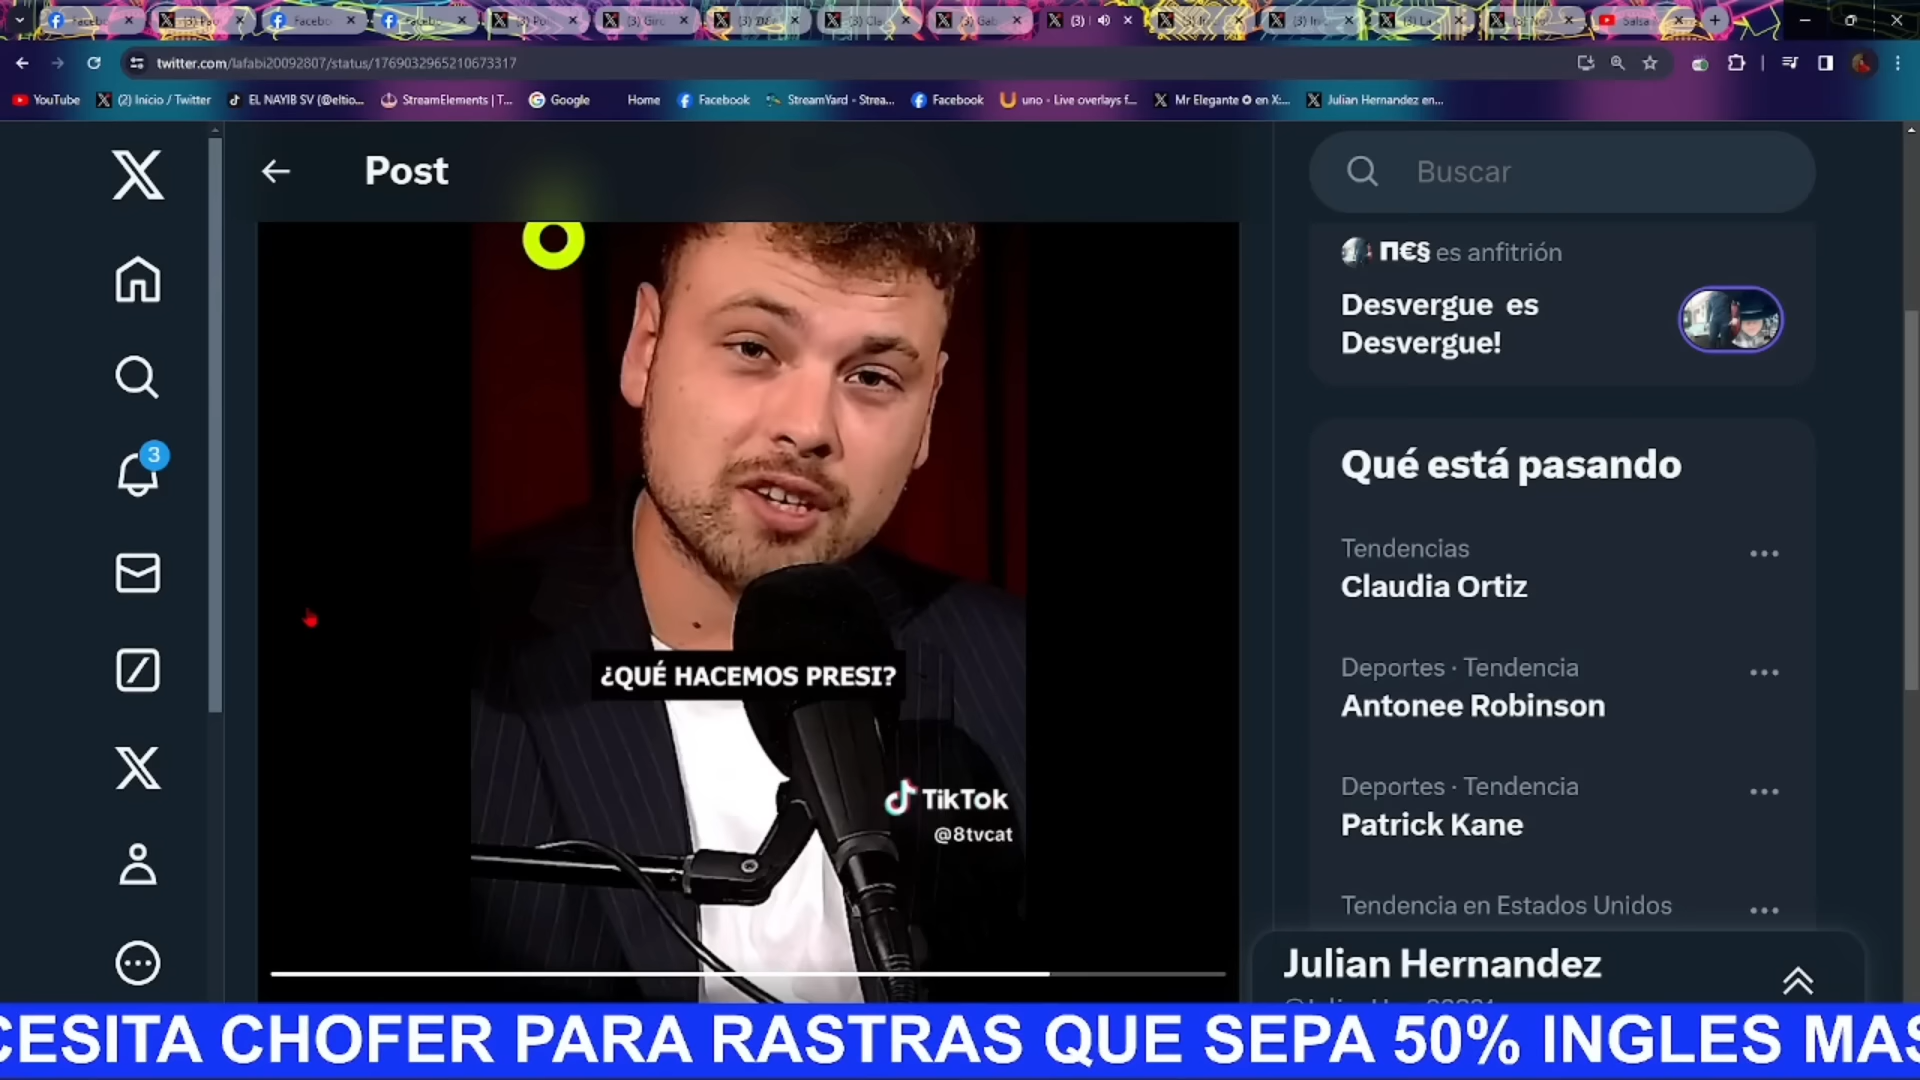 twitter.com/lafabi20092807/status/1769032965210673317
YouTube
(2) Inicio / Twitter
EL NAYIB SV (@eltio...
StreamElements | T...
Google
Home
Facebook
StreamYard - Strea...
Facebook
uno - Live overlays f...
Mr Elegante ✪ en X:...
Julian Hernandez en...
Post
Buscar
П€§ es anfitrión
Desvergue es
Desvergue!
3
Qué está pasando
Tendencias
Claudia Ortiz
Deportes · Tendencia
Antonee Robinson
¿QUÉ HACEMOS PRESI?
Deportes · Tendencia
Patrick Kane
TikTok
@8tvcat
Tendencia en Estados Unidos
Julian Hernandez
CESITA CHOFER PARA RASTRAS QUE SEPA 50% INGLES MAS